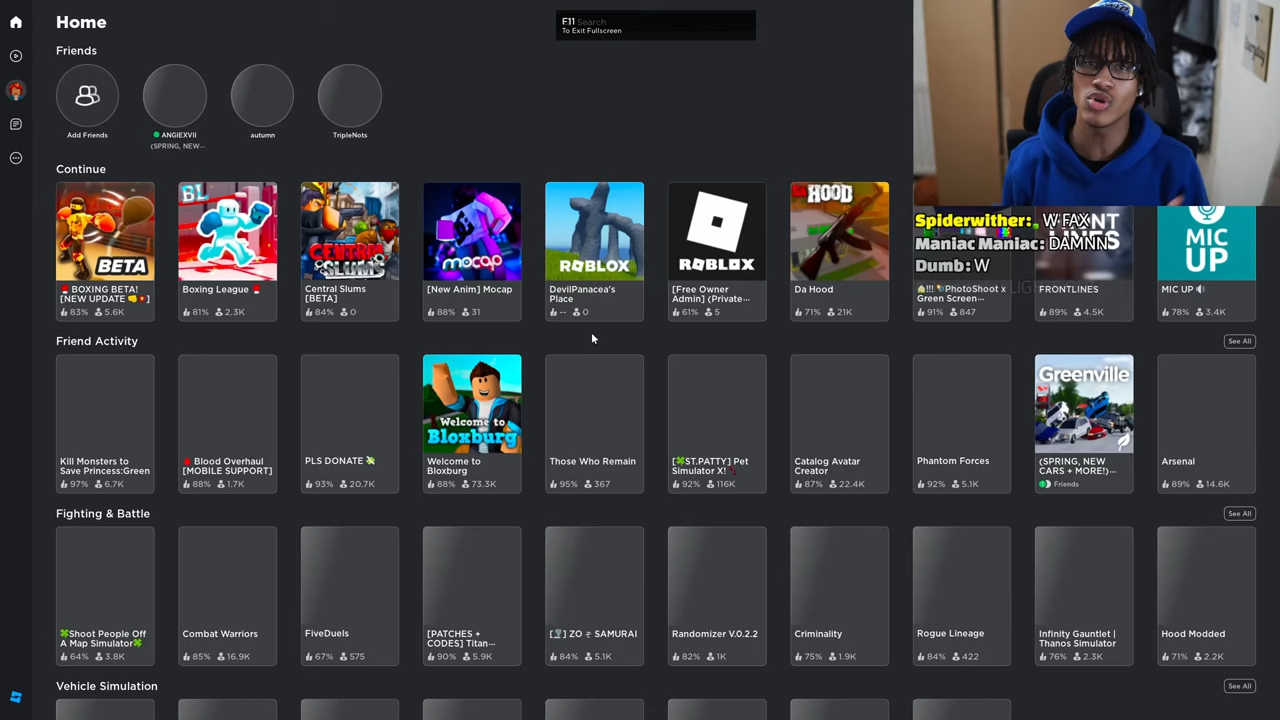 Home
F11 Search
To Exit Fullscreen
Friends
Add Friends
ANGIEXVII
(SPRING, NEW...
autumn
TripleNots
Continue
BETA
BL
CENTRAL SLUMS
mocap
ROBLOX
ROBLOX
DA HOOD
Spiderwither: W FAX
Maniac Maniac: DAMNN
Dumb: W
MIC UP
BOXING BETA! [NEW UPDATE 👊💥]
83% 5.6K
Boxing League 🥊
81% 2.3K
Central Slums [BETA]
84% 0
[New Anim] Mocap
88% 31
DevilPanacea's Place
-- 0
[Free Owner Admin] (Private...
61% 5
Da Hood
71% 21K
!!! PhotoShoot x Green Screen...
91% 847
FRONTLINES
89% 4.5K
MIC UP 🔊
78% 3.4K
Friend Activity
See All
Welcome to Bloxburg
Greenville
Kill Monsters to Save Princess:Green
97% 6.7K
Blood Overhaul [MOBILE SUPPORT]
88% 1.7K
PLS DONATE 💸
93% 20.7K
Welcome to Bloxburg
88% 73.3K
Those Who Remain
95% 367
[🍀ST.PATTY] Pet Simulator X!
92% 116K
Catalog Avatar Creator
87% 22.4K
Phantom Forces
92% 5.1K
(SPRING, NEW CARS + MORE!)...
Friends
Arsenal
89% 14.6K
Fighting & Battle
See All
🍀Shoot People Off A Map Simulator🍀
64% 3.8K
Combat Warriors
85% 16.9K
FiveDuels
67% 575
[PATCHES + CODES] Titan...
90% 5.9K
ZO SAMURAI
84% 5.1K
Randomizer V.0.2.2
82% 1K
Criminality
75% 1.9K
Rogue Lineage
84% 422
Infinity Gauntlet | Thanos Simulator
76% 2.3K
Hood Modded
71% 2.2K
Vehicle Simulation
See All